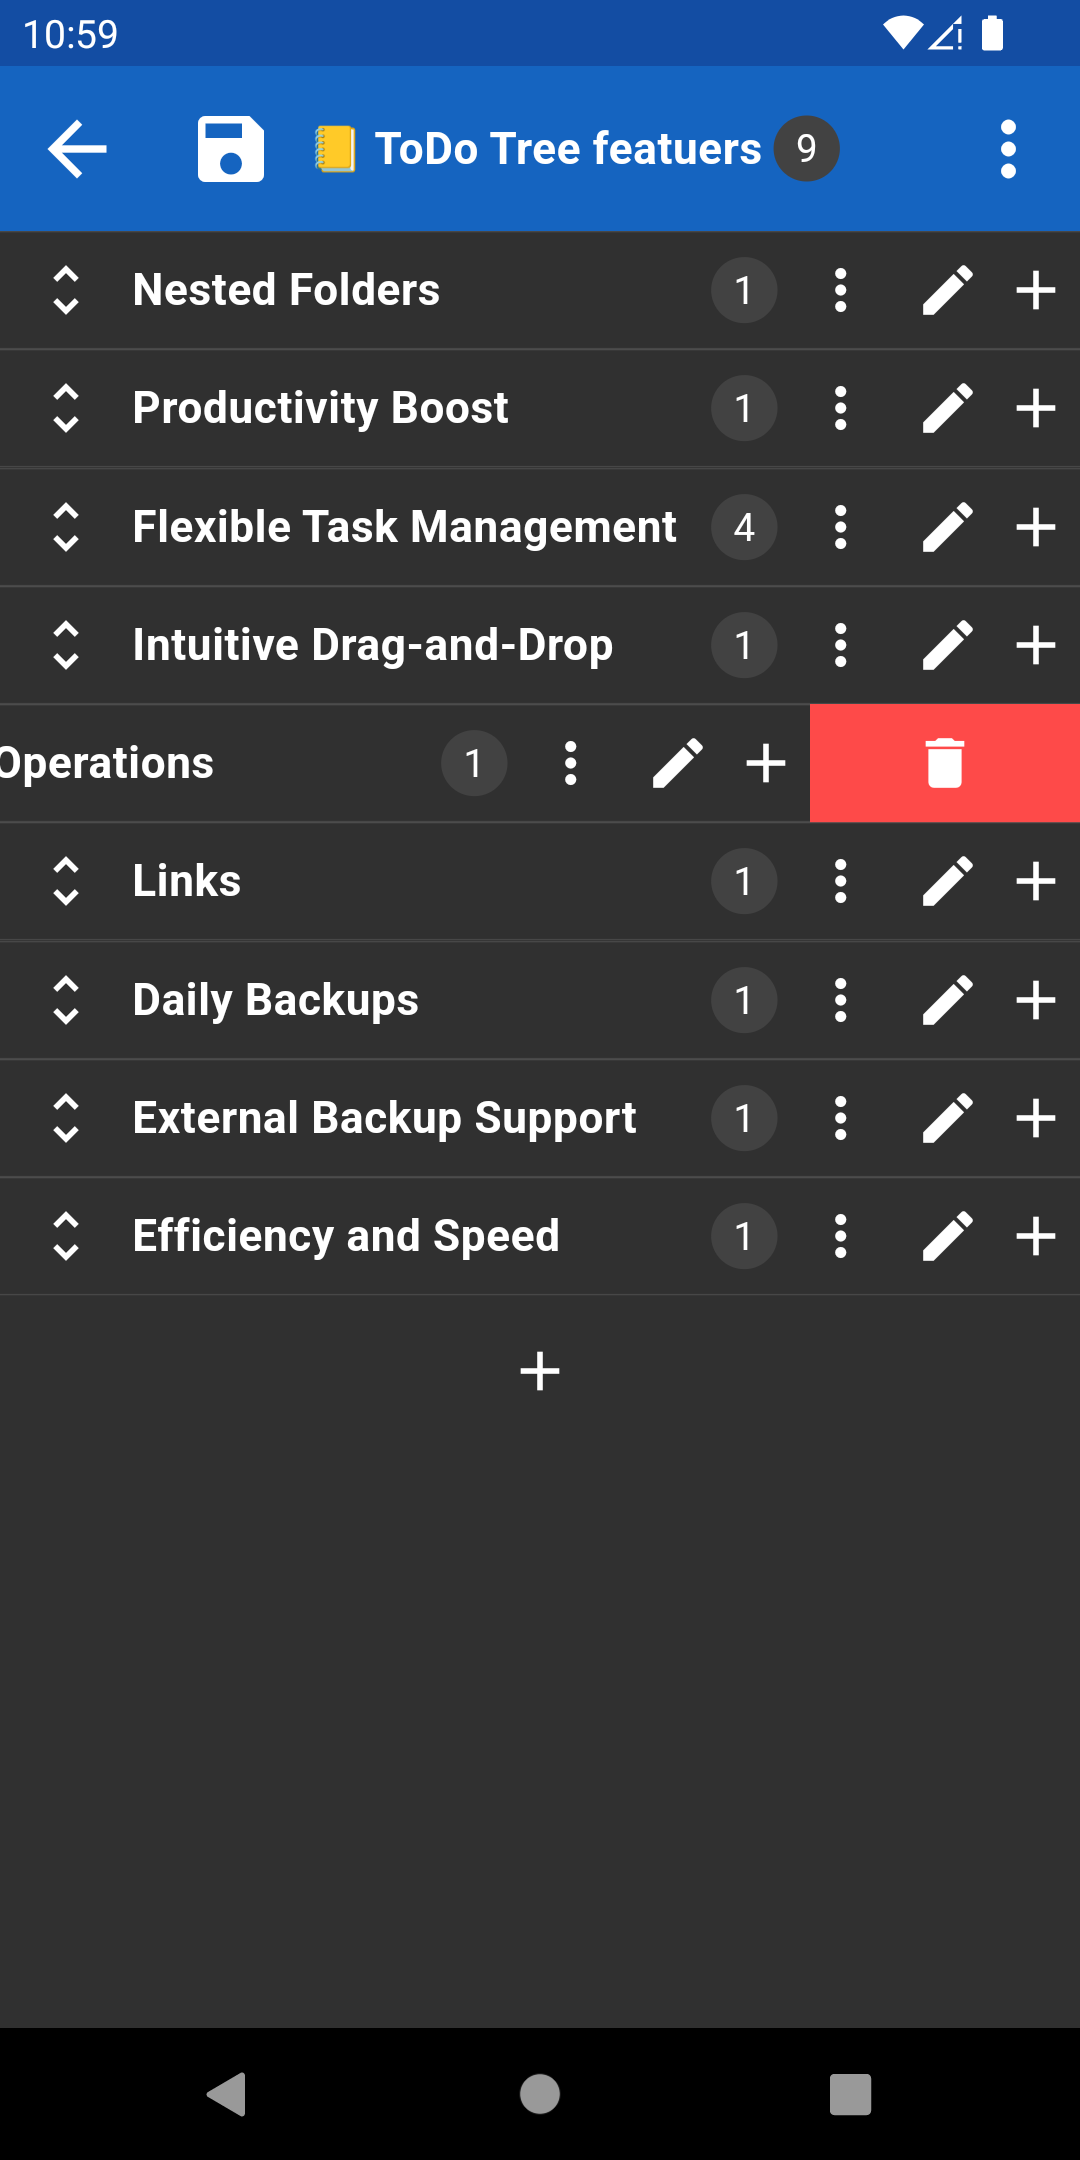 10:59
ToDo Tree featuers 9
Nested Folders 1
Productivity Boost 1
Flexible Task Management 4
Intuitive Drag-and-Drop 1
Operations 1
Links 1
Daily Backups 1
External Backup Support 1
Efficiency and Speed 1